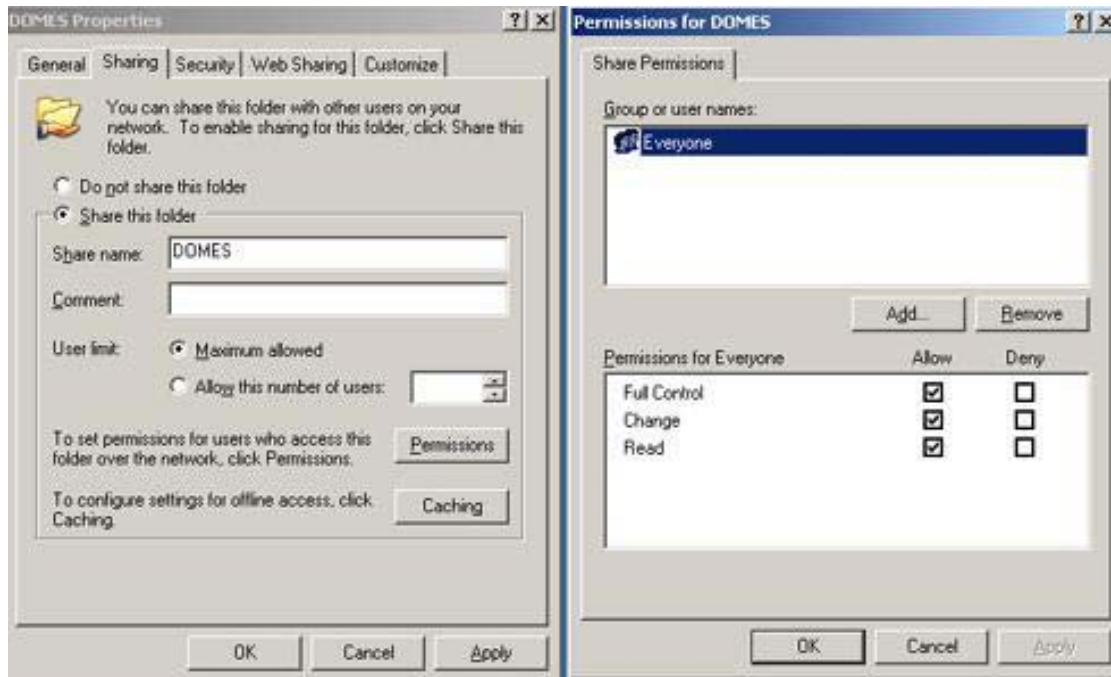 DOMES Properties
General Sharing Security Web Sharing Customize
You can share this folder with other users on your
network. To enable sharing for this folder, click Share this
folder.
Do not share this folder
Share this folder
Share name: DOMES
Comment:
User limit: Maximum allowed
Allow this number of users:
To set permissions for users who access this
folder over the network, click Permissions.
Permissions
To configure settings for offline access, click
Caching.
Caching
OK Cancel Apply
Permissions for DOMES
Share Permissions
Group or user names:
Everyone
Add... Remove
Permissions for Everyone Allow Deny
Full Control
Change
Read
OK Cancel Apply